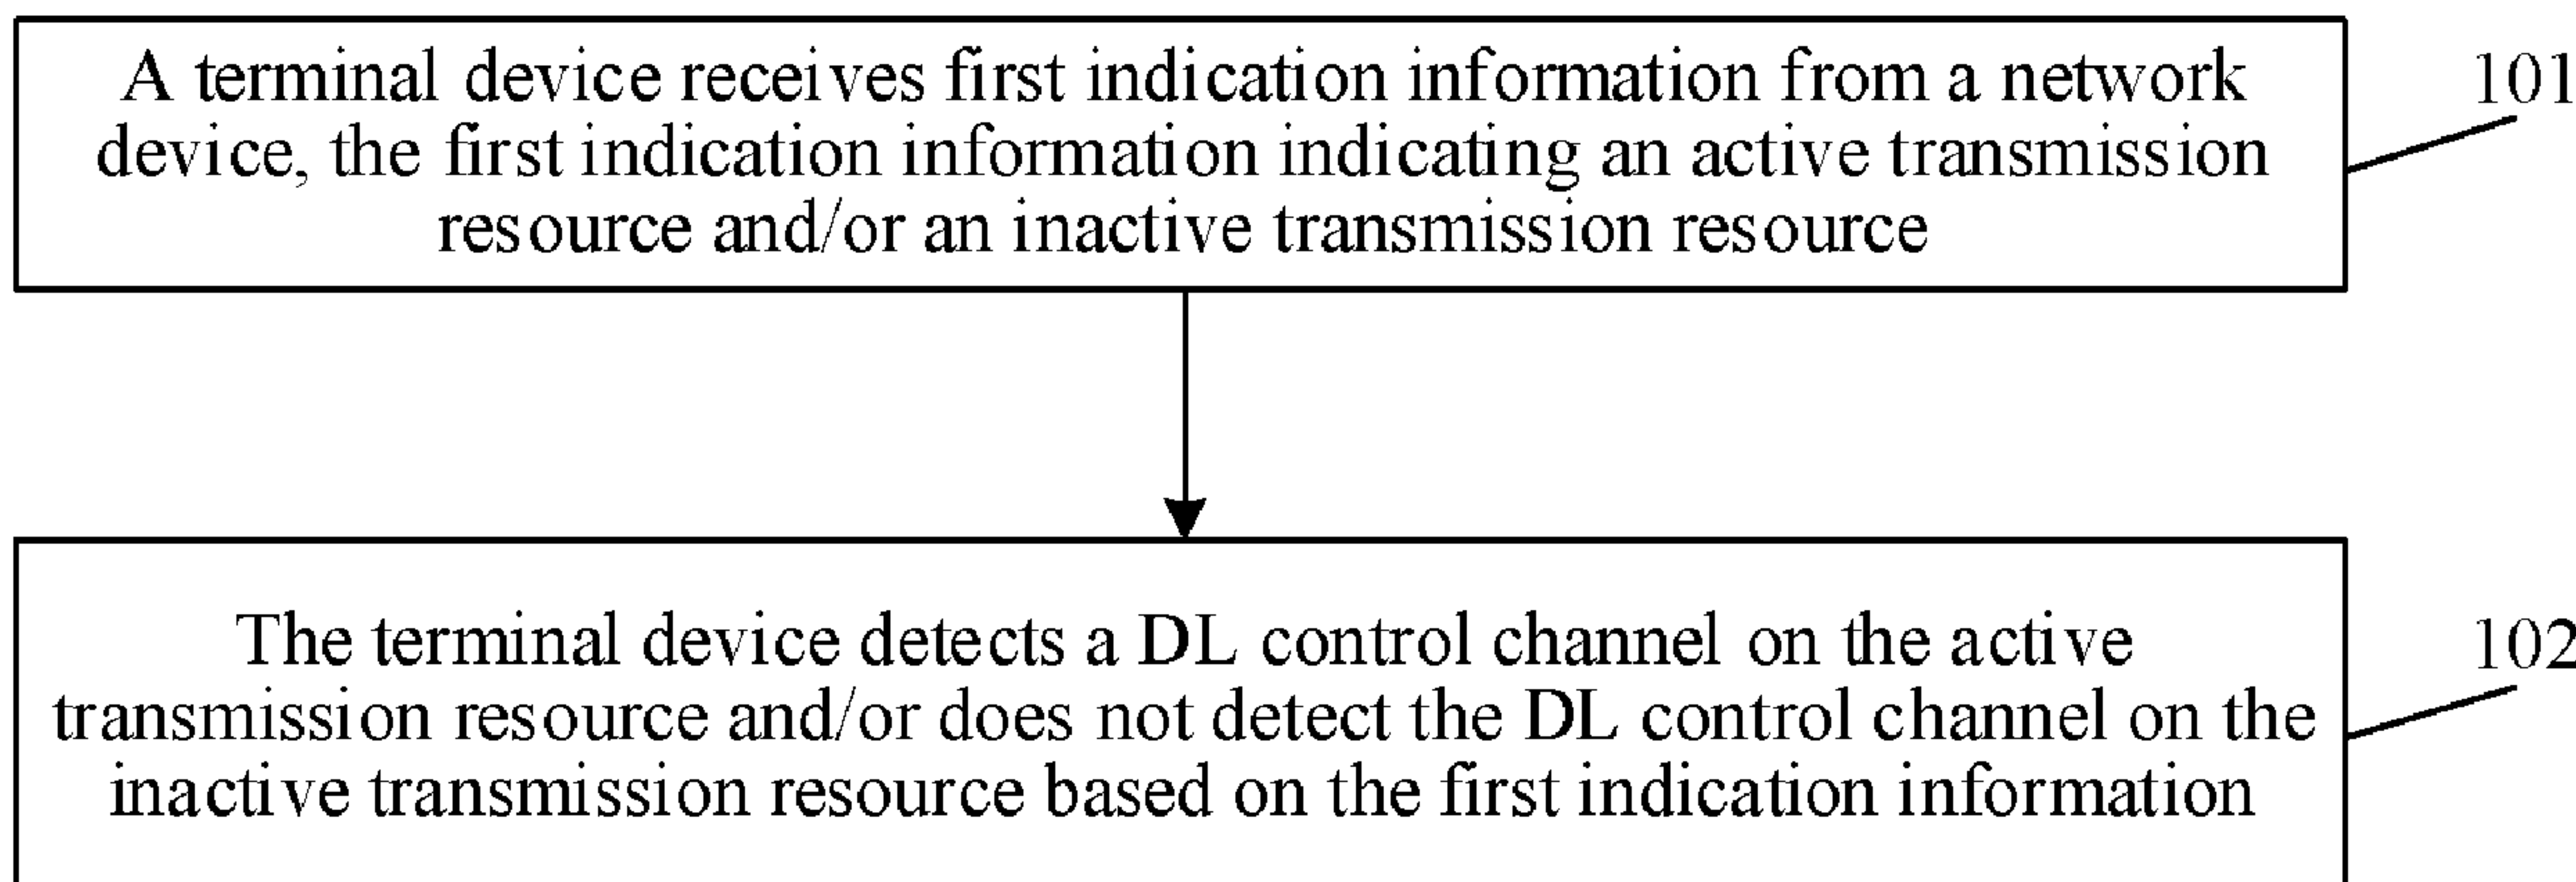 A terminal device receives first indication information from a network
device, the first indication information indicating an active transmission
resource and/or an inactive transmission resource
101
The terminal device detects a DL control channel on the active
transmission resource and/or does not detect the DL control channel on the
inactive transmission resource based on the first indication information
102